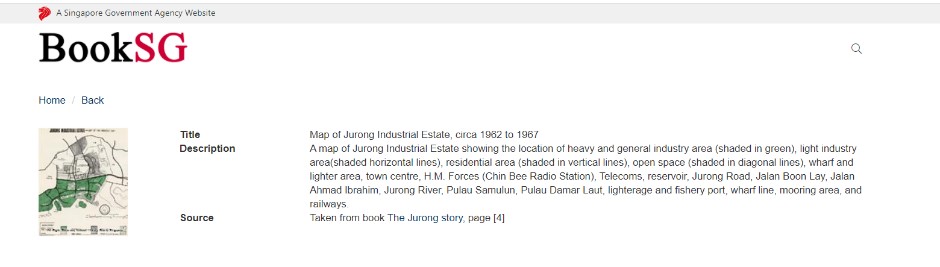 A Singapore Government Agency Website
BookSG
Home / Back
Title Map of Jurong Industrial Estate, circa 1962 to 1967
Description A map of Jurong Industrial Estate showing the location of heavy and general industry area (shaded in green), light industry
area(shaded horizontal lines), residential area (shaded in vertical lines), open space (shaded in diagonal lines), wharf and
lighter area, town centre, H.M. Forces (Chin Bee Radio Station), Telecoms, reservoir, Jurong Road, Jalan Boon Lay, Jalan
Ahmad Ibrahim, Jurong River, Pulau Samulun, Pulau Damar Laut, lighterage and fishery port, wharf line, mooring area, and
railways.
Source Taken from book The Jurong story, page [4]